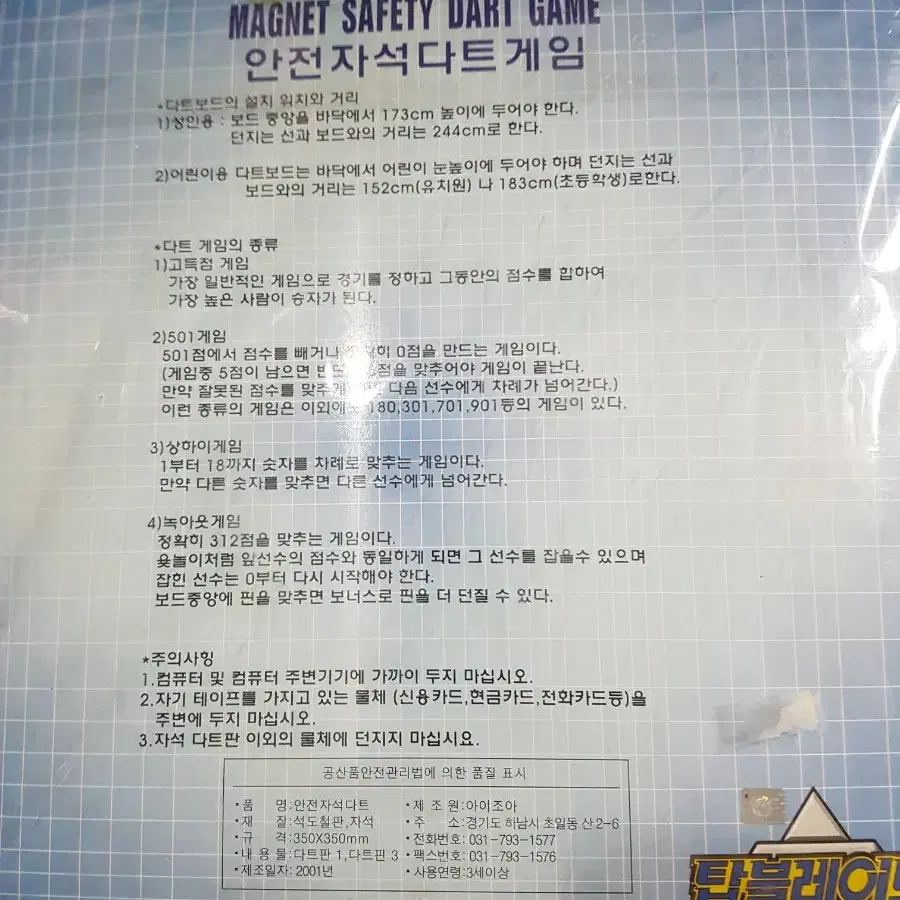 MAGNET SAFETY DART GAME
안전자석다트게임
*다트보드의 설치 위치와 거리
1)성인용 : 보드 중앙을 바닥에서 173cm 높이에 두어야 한다.
던지는 선과 보드와의 거리는 244cm로 한다.
2)어린이용 다트보드는 바닥에서 어린이 눈높이에 두어야 하며 던지는 선과
보드와의 거리는 152cm(유치원) 나 183cm(초등학생)로한다.
*다트 게임의 종류
1)고득점 게임
가장 일반적인 게임으로 경기를 정하고 그동안의 점수를 합하여
가장 높은 사람이 승자가 된다.
2)501게임
501점에서 점수를 빼거나 0점을 만드는 게임이다.
(게임중 5점이 남으면 맞추어야 게임이 끝난다.
만약 잘못된 점수를 다음 선수에게 차례가 넘어간다.)
이런 종류의 게임은 180,301,701,901등의 게임이 있다.
3)상하이게임
1부터 18까지 숫자를 차례로 맞추는 게임이다.
만약 다른 숫자를 맞추면 다른 선수에게 넘어간다.
4)녹아웃게임
정확히 312점을 맞추는 게임이다.
윷놀이처럼 앞선수의 점수와 동일하게 되면 그 선수를 잡을수 있으며
잡힌 선수는 0부터 다시 시작해야 한다.
보드중앙에 핀을 맞추면 보너스로 핀을 더 던질 수 있다.
*주의사항
1.컴퓨터 및 컴퓨터 주변기기에 가까이 두지 마십시오.
2.자기 테이프를 가지고 있는 물체 (신용카드,현금카드,전화카드등)을
주변에 두지 마십시오.
3.자석 다트판 이외의 물체에 던지지 마십시요.
공산품안전관리법에 의한 품질 표시
•품 명:안전자석다트 •제 조 원:아이조아
•재 질:석도철판,자석 •주 소:경기도 하남시 초일동 산2-6
•규 격:350X350mm •전화번호: 031-793-1577
•내 용 물:다트판 1,다트핀 3 •팩스번호: 031-793-1576
•제조일자: 2001년 •사용연령:3세이상
탑블레이드